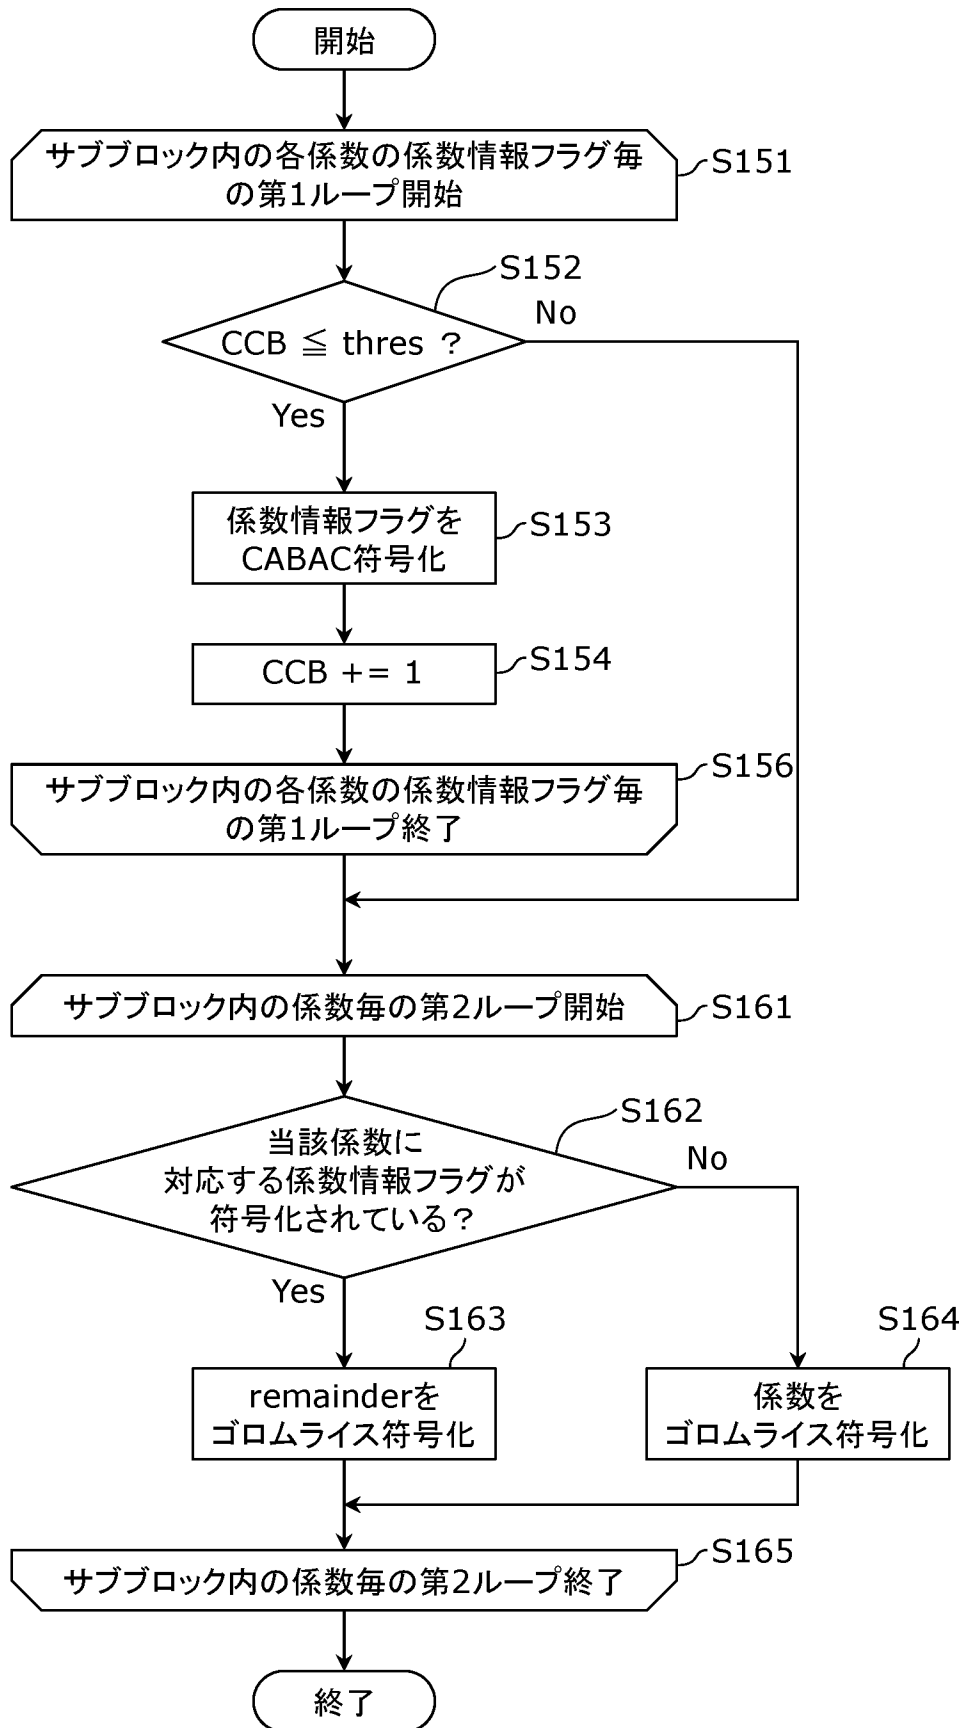 開始
サブブロック内の各係数の係数情報フラグ毎
の第1ループ開始
S151
S152
CCB ≦ thres ?
No
Yes
係数情報フラグを
CABAC符号化
S153
CCB += 1
S154
サブブロック内の各係数の係数情報フラグ毎
の第1ループ終了
S156
サブブロック内の係数毎の第2ループ開始
S161
S162
当該係数に
対応する係数情報フラグが
符号化されている？
No
Yes
S163
S164
remainderを
ゴロムライス符号化
係数を
ゴロムライス符号化
サブブロック内の係数毎の第2ループ終了
S165
終了